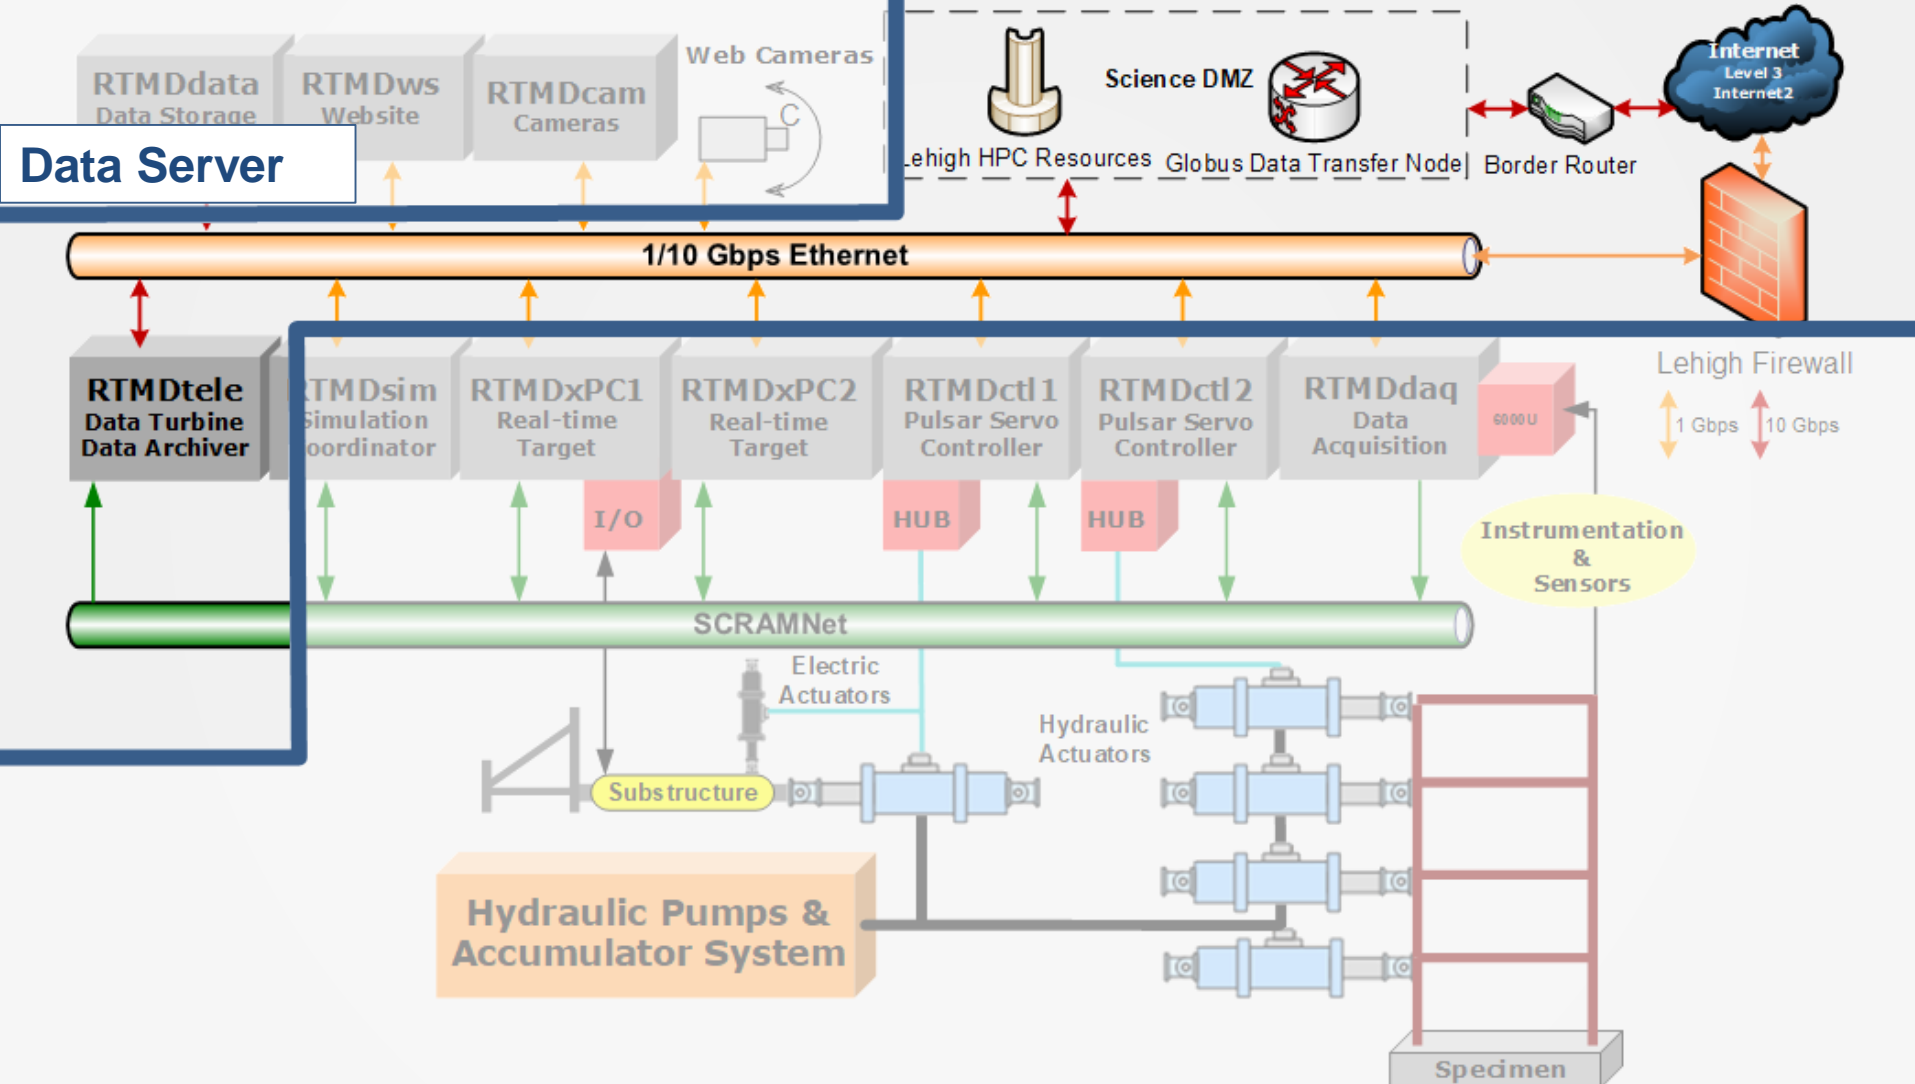 Web Cameras
RTMDdata
Data Storage
RTMDws
Website
RTMDcam
Cameras
C
Data Server
Science DMZ
Lehigh HPC Resources
Globus Data Transfer Node
Border Router
Internet
Level 3
Internet2
1/10 Gbps Ethernet
RTMDtele
Data Turbine
Data Archiver
RTMDsim
Simulation
oordinator
RTMDxPC1
Real-time
Target
RTMDxPC2
Real-time
Target
RTMDctl1
Pulsar Servo
Controller
RTMDctl2
Pulsar Servo
Controller
RTMDdaq
Data
Acquisition
6000U
Lehigh Firewall
1 Gbps
10 Gbps
I/O
HUB
HUB
Instrumentation
&
Sensors
SCRAMNet
Electric
Actuators
Hydraulic
Actuators
Substructure
Hydraulic Pumps &
Accumulator System
Specimen